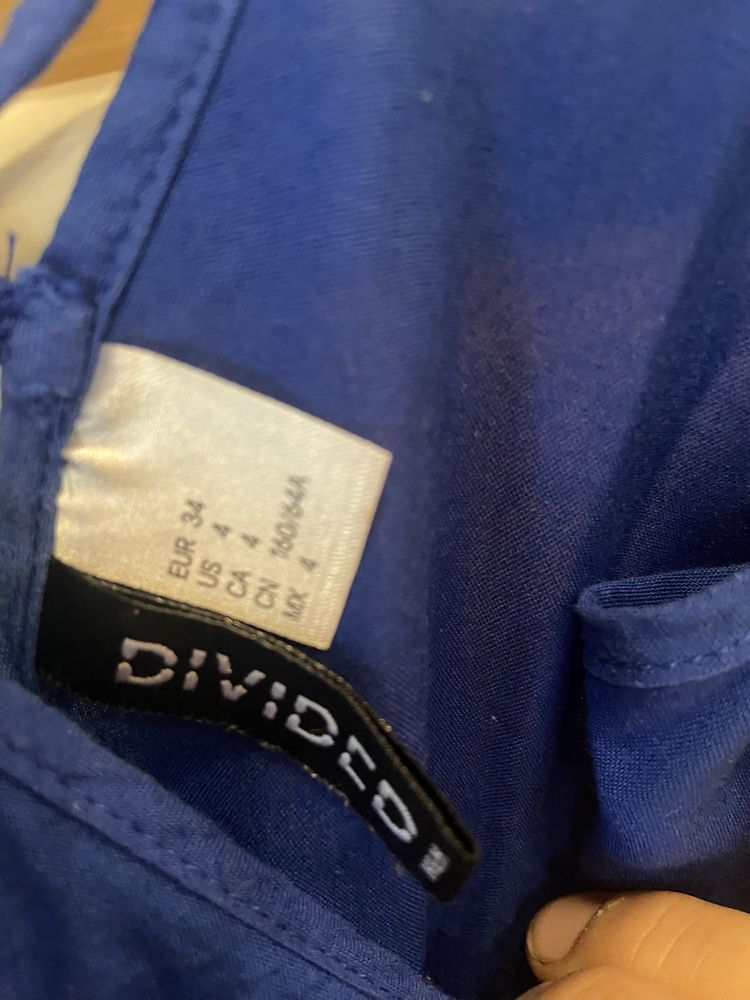 EUR 34
US 4
CA 4
CN 160/64A
MX 4
DIVIDED